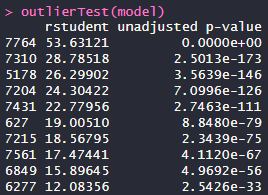 > outlierTest(model)
rstudent unadjusted p-value
7764 53.63121 0.0000e+00
7310 28.78518 2.5013e-173
5178 26.29902 3.5639e-146
7204 24.30422 7.0996e-126
7431 22.77956 2.7463e-111
627 19.00510 8.8480e-79
7215 18.56795 2.3439e-75
7561 17.47441 4.1120e-67
6849 15.89645 4.9692e-56
6277 12.08356 2.5426e-33